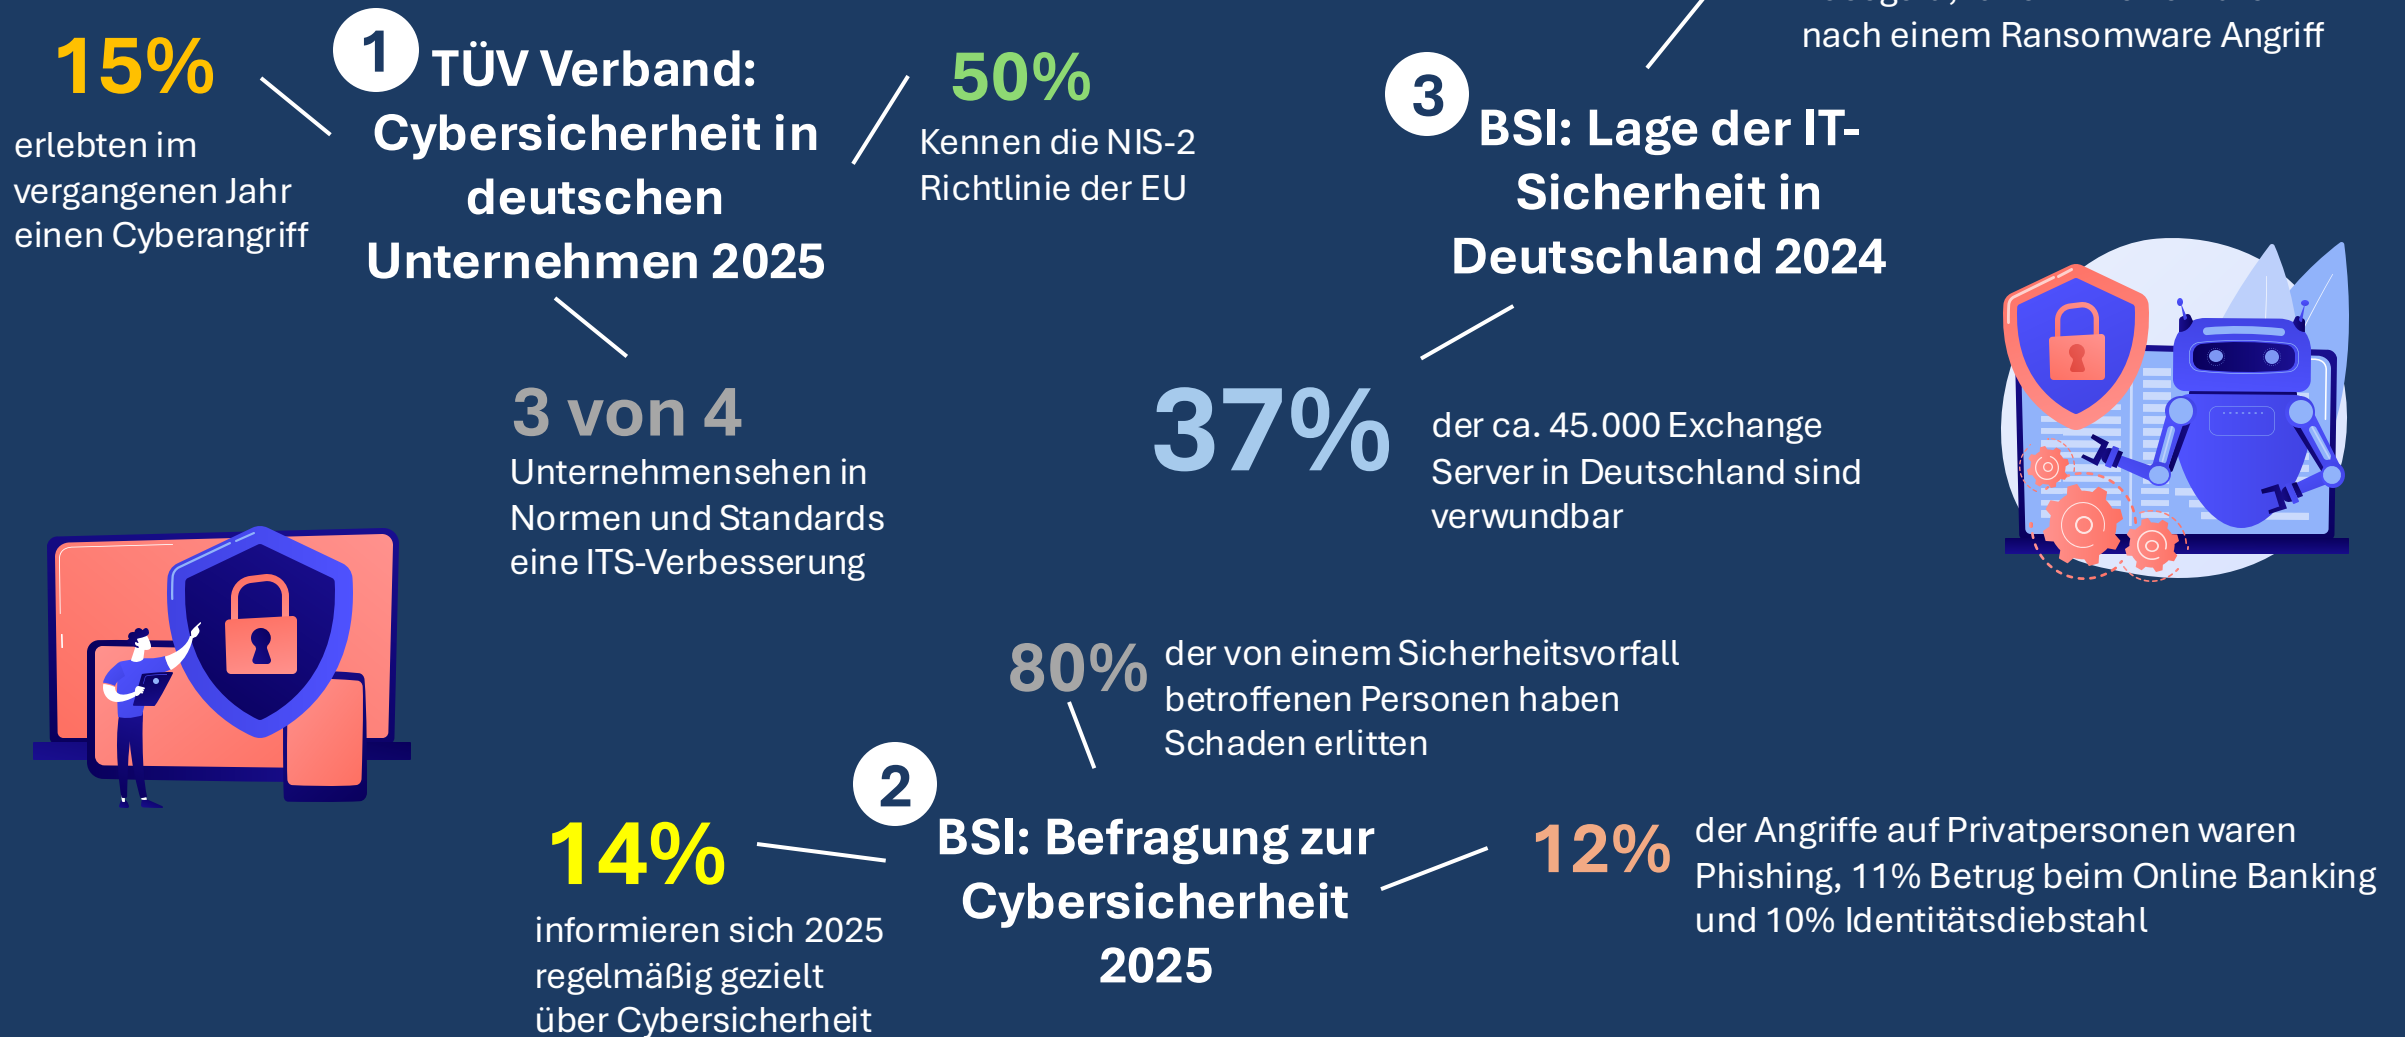 15%
erlebten im
vergangenen Jahr
einen Cyberangriff
1
TÜV Verband:
Cybersicherheit in
deutschen
Unternehmen 2025
50%
Kennen die NIS-2
Richtlinie der EU
3 von 4
Unternehmensehen in
Normen und Standards
eine ITS-Verbesserung
nach einem Ransomware Angriff
3
BSI: Lage der IT-
Sicherheit in
Deutschland 2024
37%
der ca. 45.000 Exchange
Server in Deutschland sind
verwundbar
80%
der von einem Sicherheitsvorfall
betroffenen Personen haben
Schaden erlitten
2
BSI: Befragung zur
Cybersicherheit
2025
14%
informieren sich 2025
regelmäßig gezielt
über Cybersicherheit
12%
der Angriffe auf Privatpersonen waren
Phishing, 11% Betrug beim Online Banking
und 10% Identitätsdiebstahl